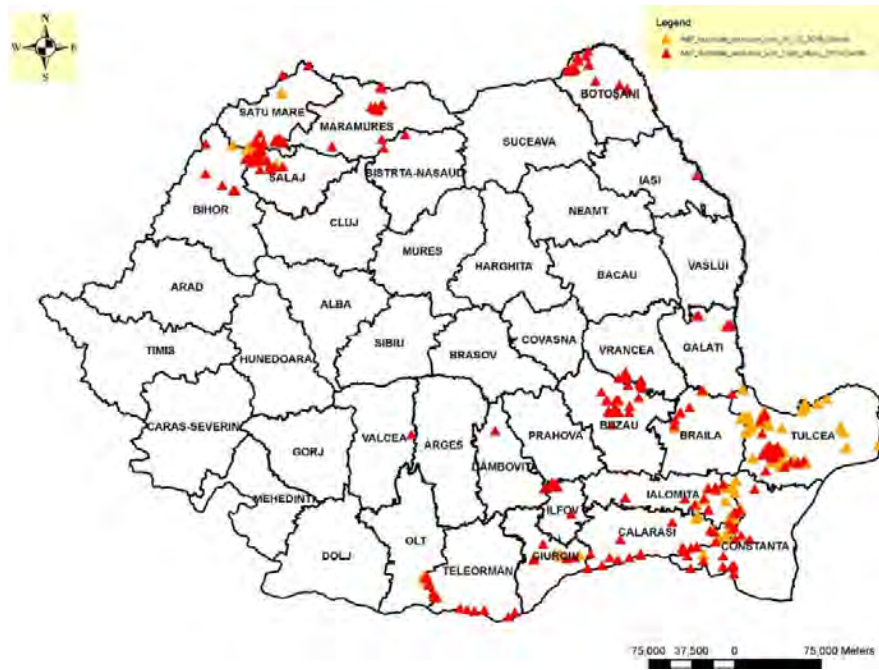 N
Legend
W E
S
BOTOŞANI
SATU MARE
MARAMURES
SUCEAVA
BISTRTA-NASAUD
IASI
SALAJ
BIHOR
CLUJ
NEAMT
MURES
HARGHITA
BACAU
VASLUI
ARAD
ALBA
TIMIS
HUNEDOARA
SIBIU
BRASOV
COVASNA
VRANCEA
GALATI
CARAS-SEVERIN
GORJ
VALCEA
ARGES
PRAHOVA
BUZAU
BRAILA
TULCEA
DAMBOVITA
MEHEDINTI
IALOMITA
ILFOV
CALARASI
CONSTANTA
DOLJ
OLT
TELEORMAN
GIURGIU
75,000 37,500 0 75,000 Meters